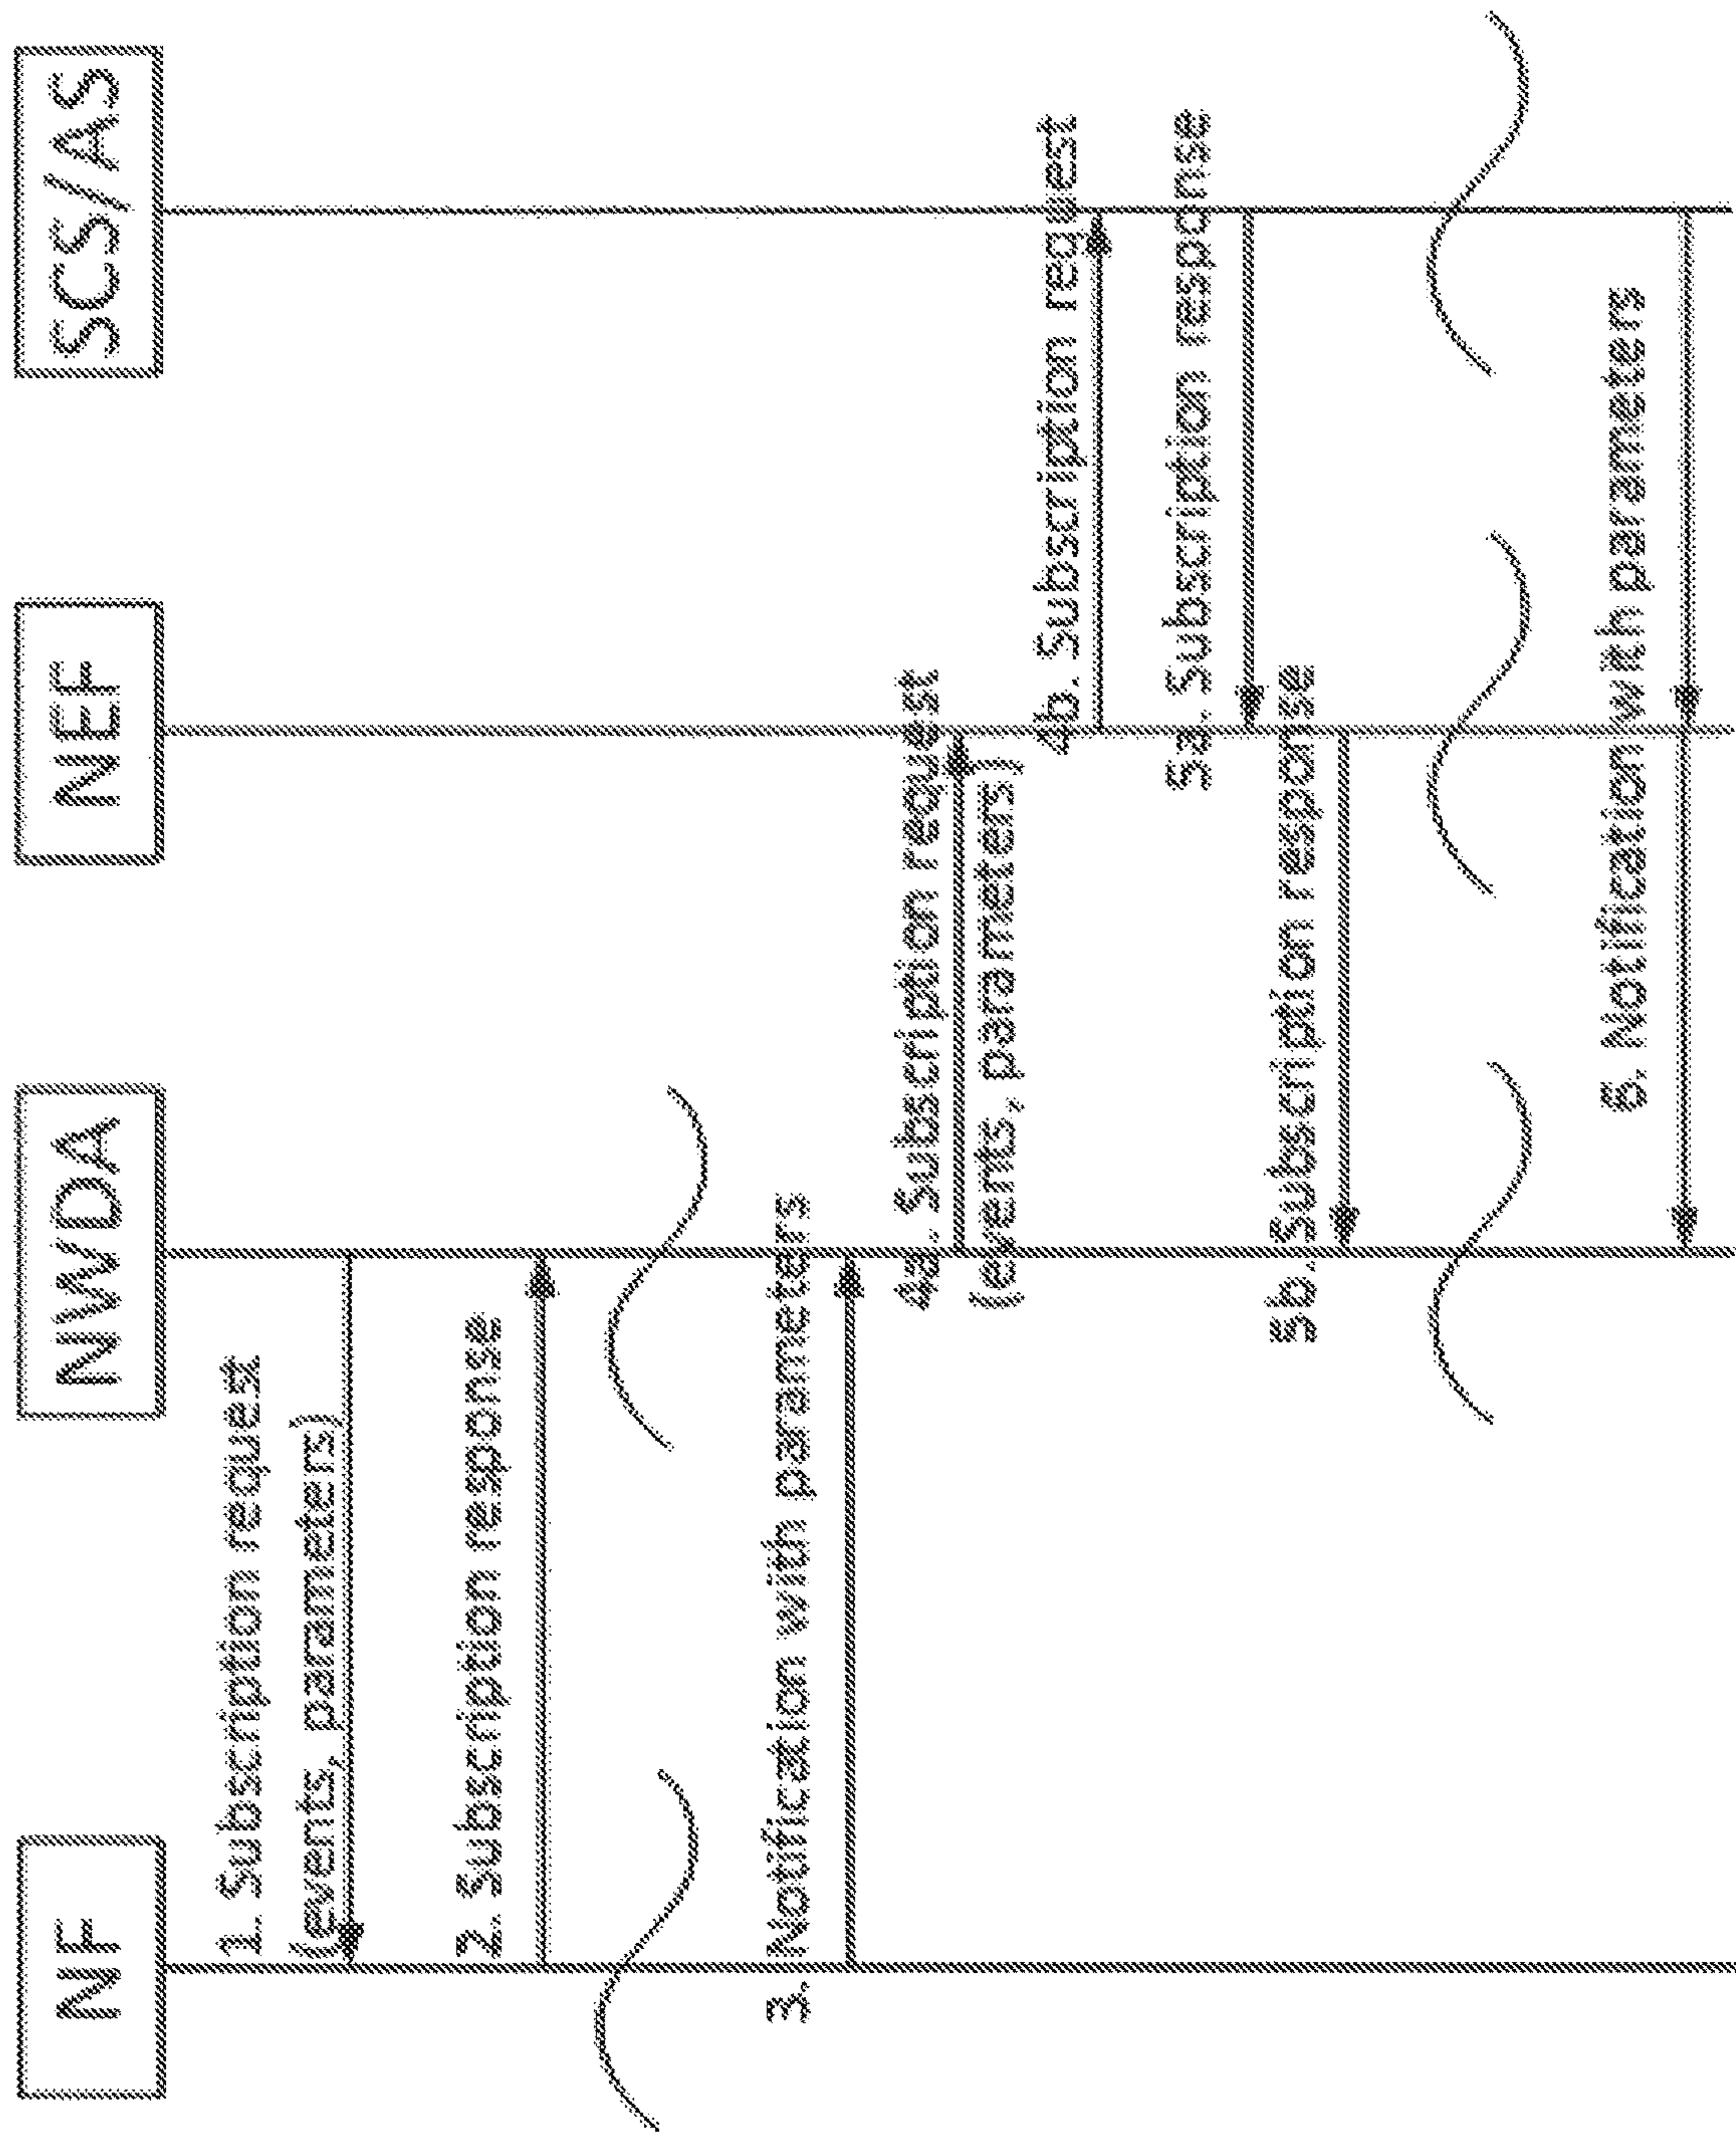 NF
NWDA
NEF
SCS/AS
1. Subscription request
(events, parameters)
2. Subscription response
3. Notification with parameters
4a. Subscription request
(events, parameters)
4b. Subscription request
5a. Subscription response
5b. Subscription response
6. Notification with parameters